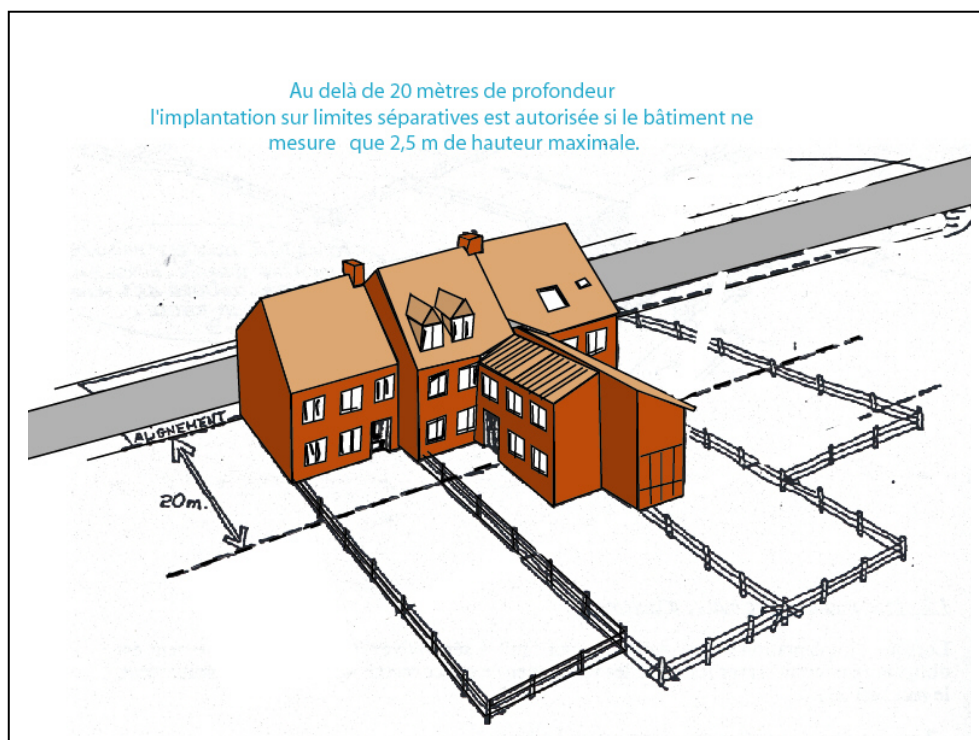 Au delà de 20 mètres de profondeur
l'implantation sur limites séparatives est autorisée si le bâtiment ne
mesure que 2,5 m de hauteur maximale.
ALIGNEMENT
20m.